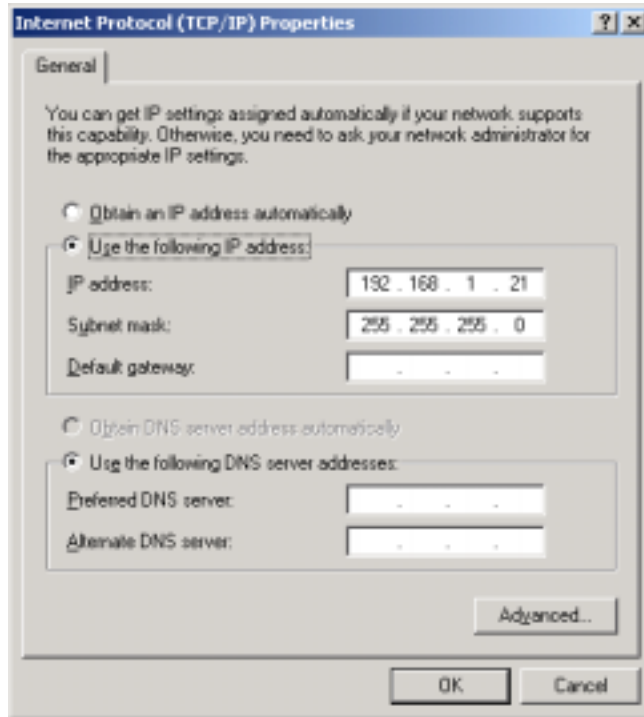 Internet Protocol (TCP/IP) Properties
General
You can get IP settings assigned automatically if your network supports
this capability. Otherwise, you need to ask your network administrator for
the appropriate IP settings.
Obtain an IP address automatically
Use the following IP address:
IP address: 192 . 168 . 1 . 21
Subnet mask: 255 . 255 . 255 . 0
Default gateway: . . .
Obtain DNS server address automatically
Use the following DNS server addresses:
Preferred DNS server: . . .
Alternate DNS server: . . .
Advanced...
OK Cancel